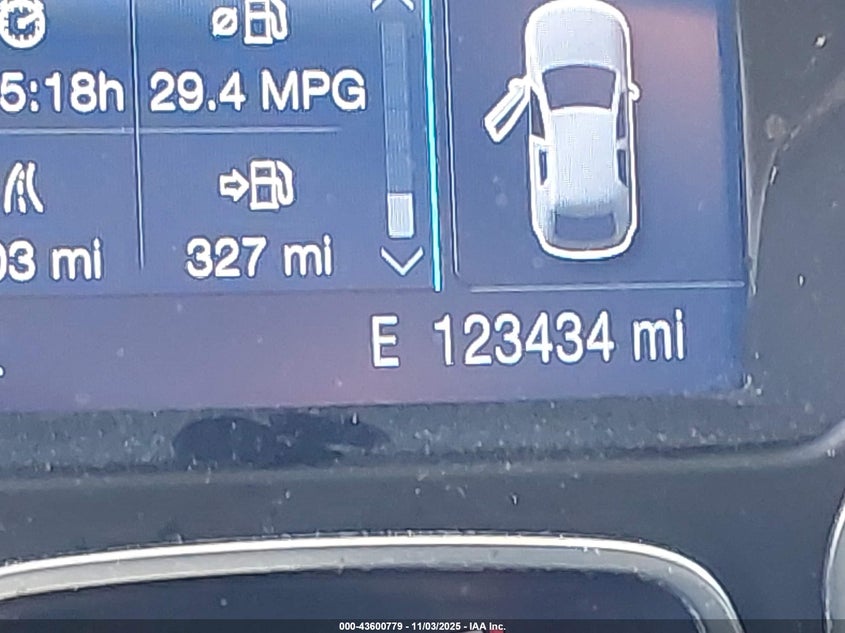 5:18h 29.4 MPG
03 mi 327 mi
E 123434 mi
000-43600779 - 11/03/2025 - IAA Inc.